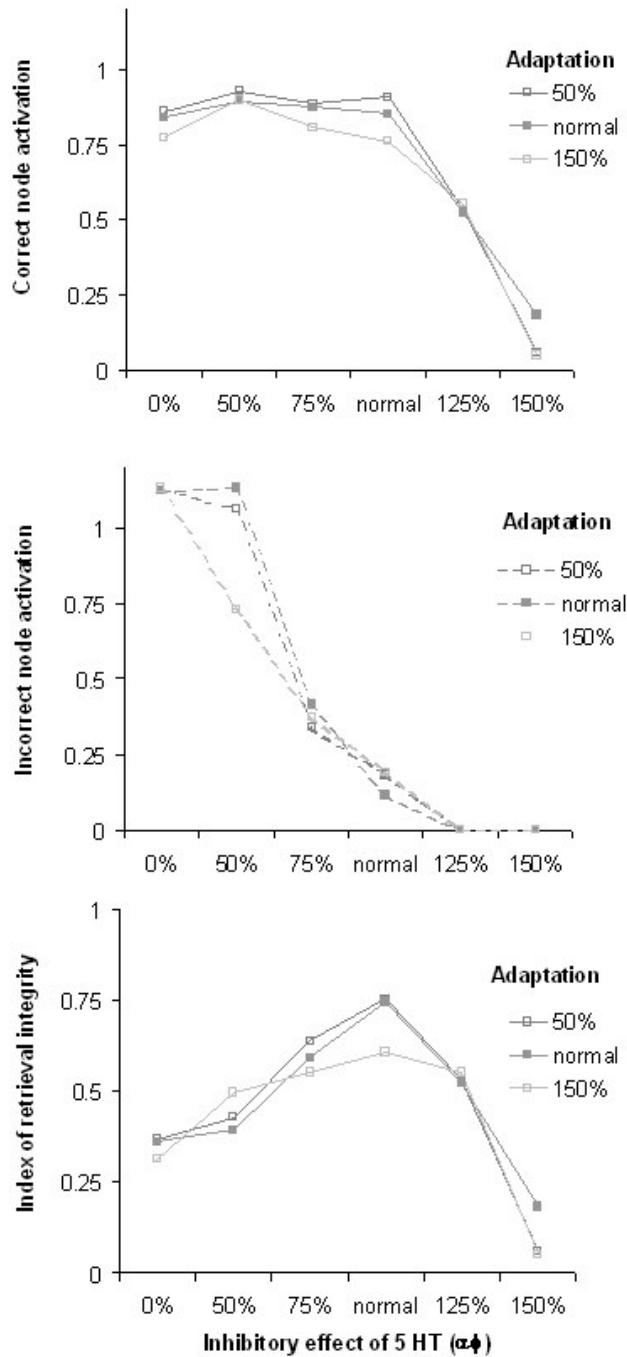 Correct node activation
1
0.75
0.5
0.25
0
0% 50% 75% normal 125% 150%
Adaptation
50%
normal
150%
Incorrect node activation
1
0.75
0.5
0.25
0
0% 50% 75% normal 125% 150%
Adaptation
50%
normal
150%
Index of retrieval integrity
1
0.75
0.5
0.25
0
0% 50% 75% normal 125% 150%
Adaptation
50%
normal
150%
Inhibitory effect of 5 HT (αϕ)